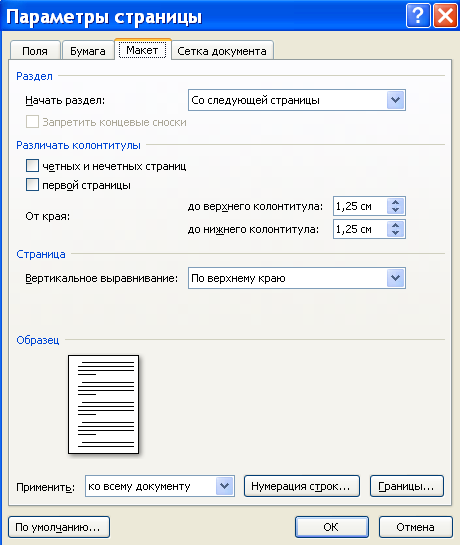 Параметры страницы
Поля Бумага Макет Сетка документа
Раздел
Начать раздел: Со следующей страницы
Запретить концевые сноски
Различать колонтитулы
четных и нечетных страниц
первой страницы
От края: до верхнего колонтитула: 1,25 см
до нижнего колонтитула: 1,25 см
Страница
Вертикальное выравнивание: По верхнему краю
Образец
Применить: ко всему документу Нумерация строк... Границы...
По умолчанию... ОК Отмена